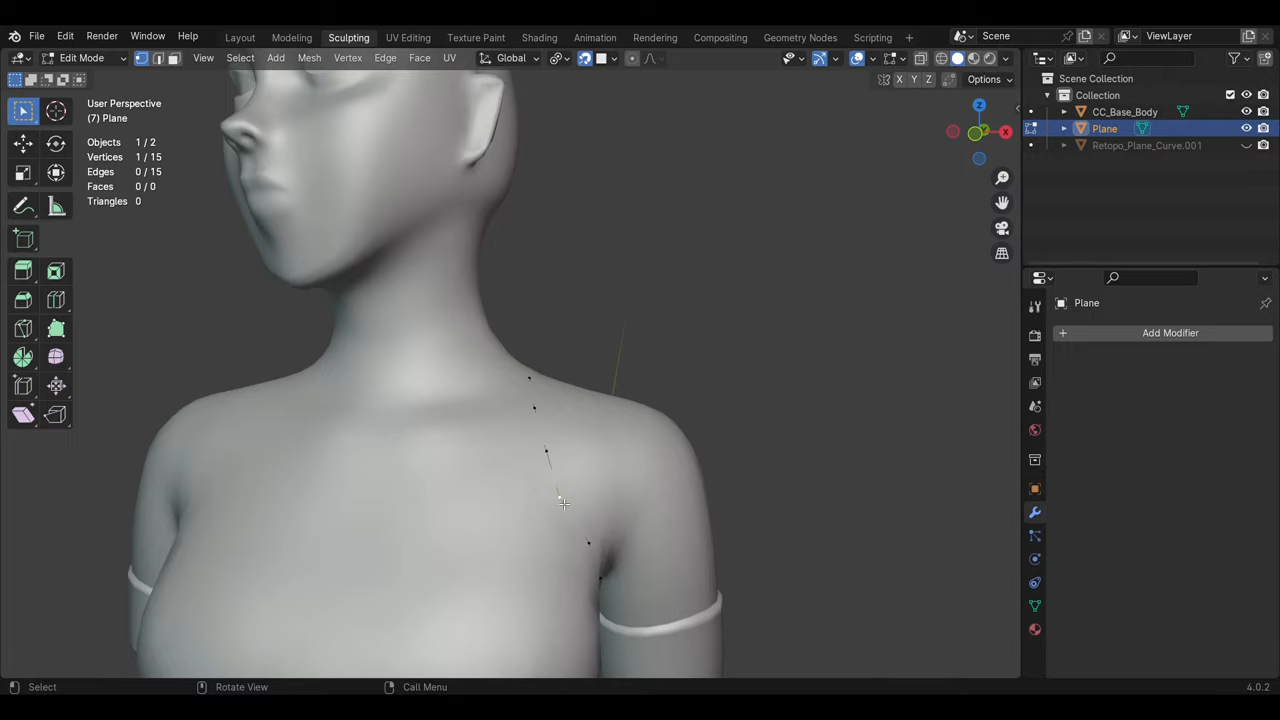 File Edit Render Window Help Layout Modeling Sculpting UV Editing Texture Paint Shading Animation Rendering Compositing Geometry Nodes Scripting Scene ViewLayer
Edit Mode View Select Add Mesh Vertex Edge Face UV Global
X Y Z Options
User Perspective
(7) Plane
Objects 1 / 2
Vertices 1 / 15
Edges 0 / 15
Faces 0 / 0
Triangles 0
Z
X
Scene Collection
Collection
CC_Base_Body
Plane
Retopo_Plane_Curve.001
Plane
+ Add Modifier
Select Rotate View Call Menu 4.0.2